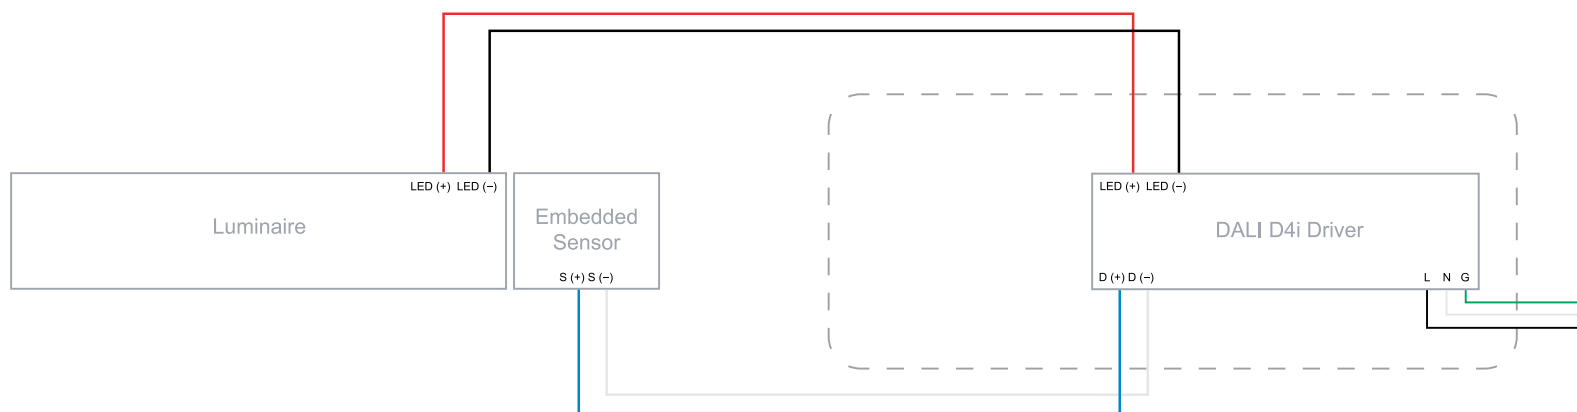 LED (+) LED (–)
Luminaire
Embedded
Sensor
S (+) S (–)
LED (+) LED (–)
DALI D4i Driver
D (+) D (–)
L N G